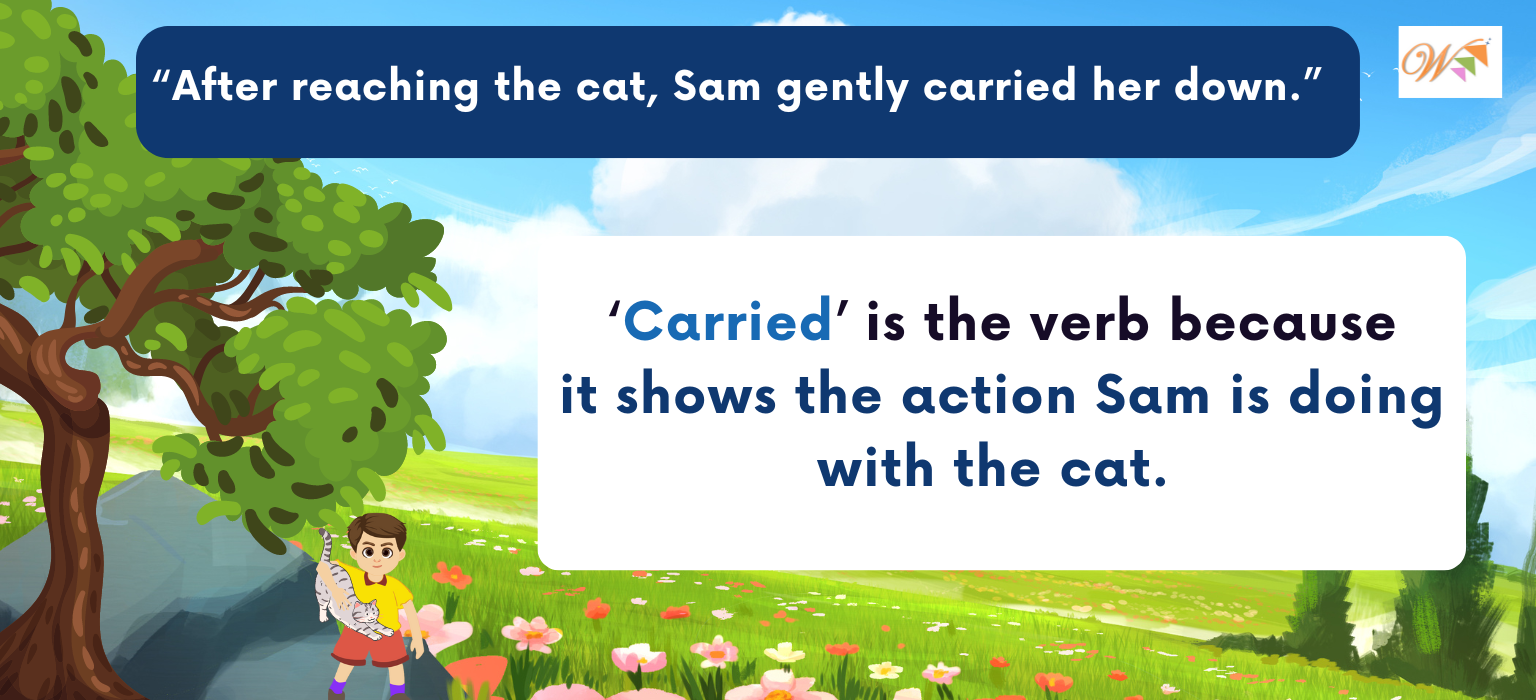 “After reaching the cat, Sam gently carried her down.”
W
‘Carried’ is the verb because
it shows the action Sam is doing
with the cat.